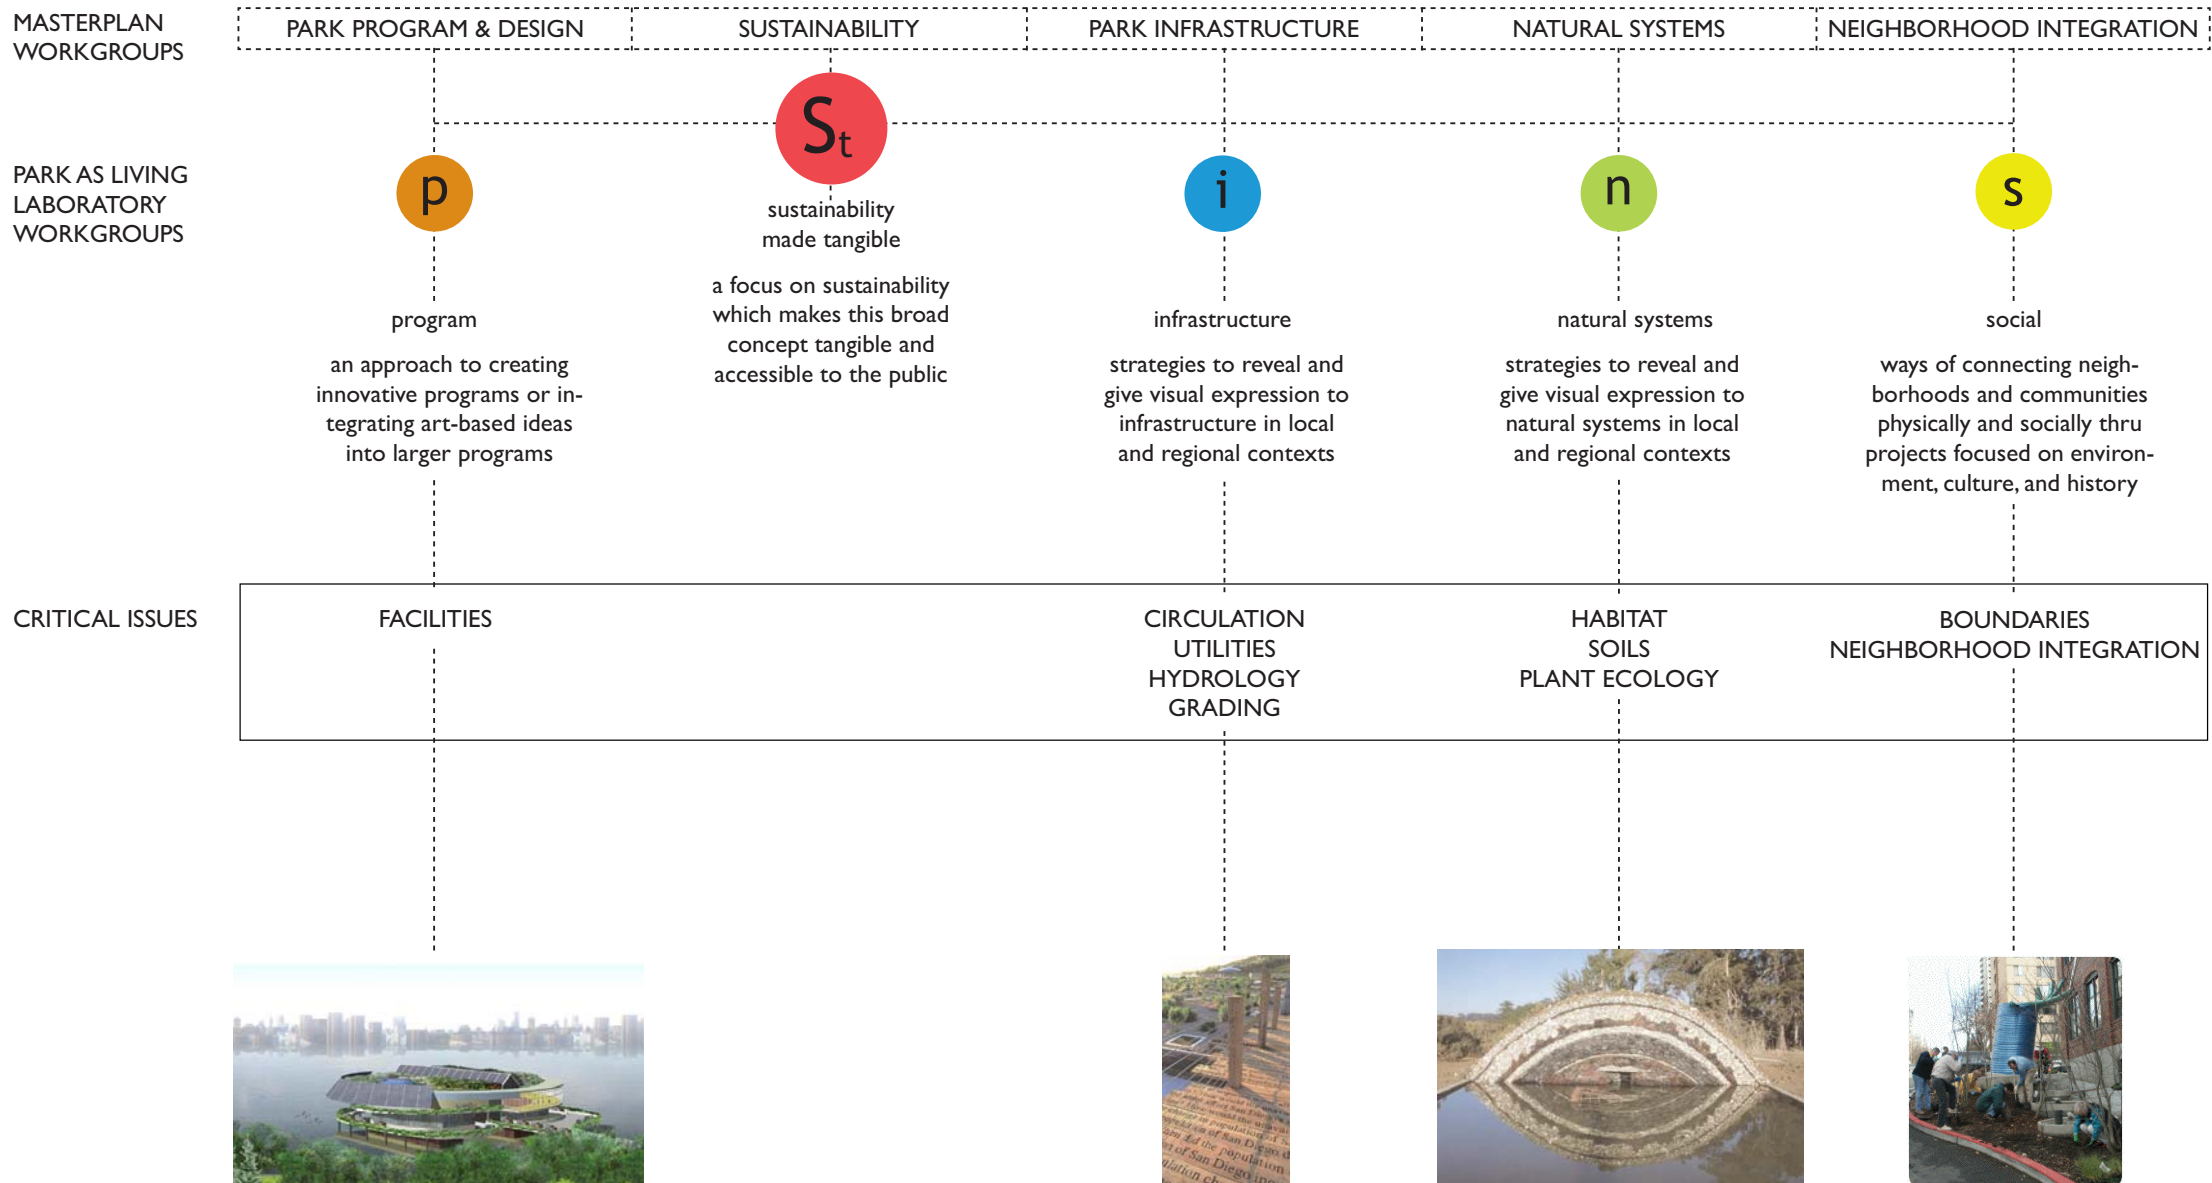 MASTERPLAN
WORKGROUPS
PARK PROGRAM & DESIGN
SUSTAINABILITY
PARK INFRASTRUCTURE
NATURAL SYSTEMS
NEIGHBORHOOD INTEGRATION
PARK AS LIVING
LABORATORY
WORKGROUPS
p
program
an approach to creating
innovative programs or in-
tegrating art-based ideas
into larger programs
St
sustainability
made tangible
a focus on sustainability
which makes this broad
concept tangible and
accessible to the public
i
infrastructure
strategies to reveal and
give visual expression to
infrastructure in local
and regional contexts
n
natural systems
strategies to reveal and
give visual expression to
natural systems in local
and regional contexts
s
social
ways of connecting neigh-
borhoods and communities
physically and socially thru
projects focused on environ-
ment, culture, and history
CRITICAL ISSUES
FACILITIES
CIRCULATION
UTILITIES
HYDROLOGY
GRADING
HABITAT
SOILS
PLANT ECOLOGY
BOUNDARIES
NEIGHBORHOOD INTEGRATION
the population
of San Diego